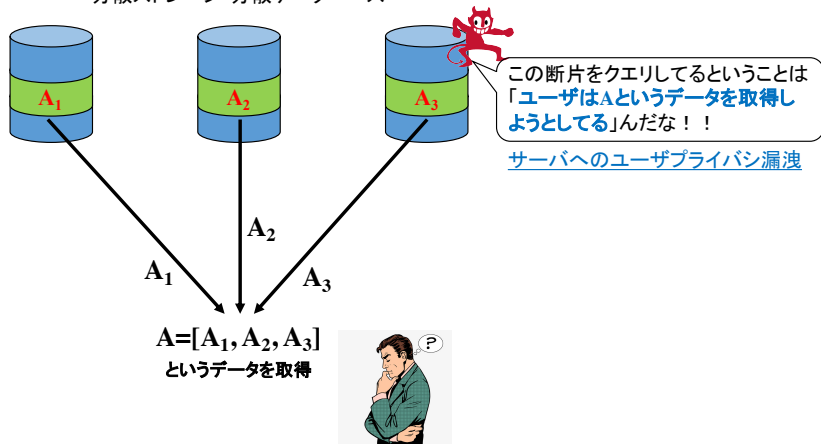 A1
A2
A3
この断片をクエリしてるということは
「ユーザはAというデータを取得し
ようとしてる」んだな！！
サーバへのユーザプライバシ漏洩
A2
A1
A3
A=[A1, A2, A3]
というデータを取得
?